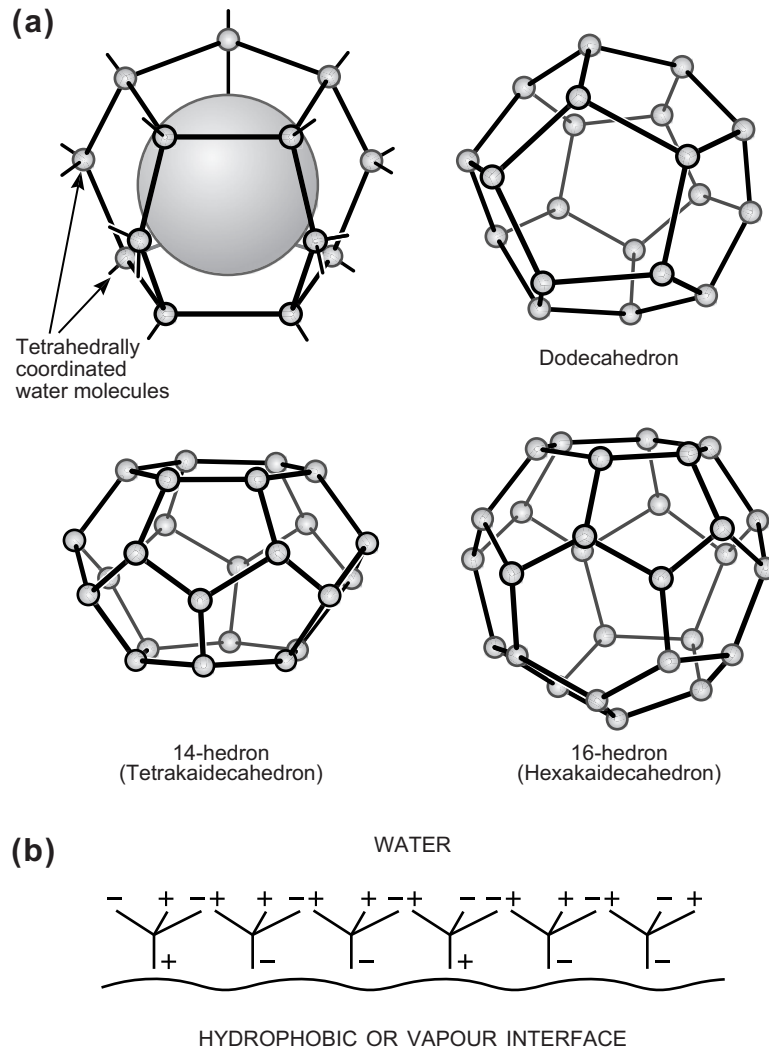 (a)
Tetrahedrally
coordinated
water molecules
Dodecahedron
14-hedron
(Tetrakaidecahedron)
16-hedron
(Hexakaidecahedron)
(b)
WATER
− + −+ + −+ + −+ − −+ + −+ − +
+ − − + − −
HYDROPHOBIC OR VAPOUR INTERFACE